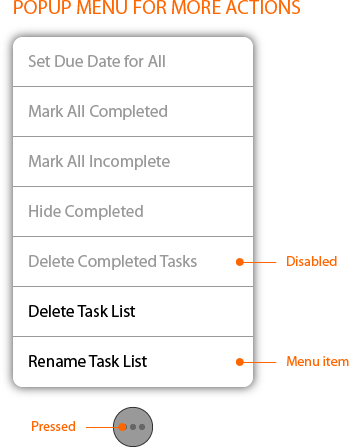 POPUP MENU FOR MORE ACTIONS
Set Due Date for All
Mark All Completed
Mark All Incomplete
Hide Completed
Delete Completed Tasks
Disabled
Delete Task List
Rename Task List
Menu item
Pressed